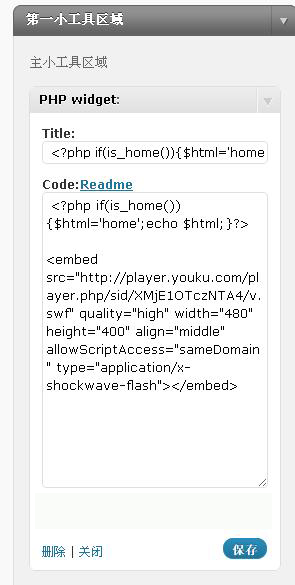 第一小工具区域
主小工具区域
PHP widget:
Title:
<?php if(is_home()){$html='home
Code:Readme
<?php if(is_home())
{$html='home';echo $html;}?>
<embed
src="http://player.youku.com/pl
ayer.php/sid/XMjE1OTczNTA4/v.
swf" quality="high" width="480"
height="400" align="middle"
allowScriptAccess="sameDomain
" type="application/x-
shockwave-flash"></embed>
删除 | 关闭
保存